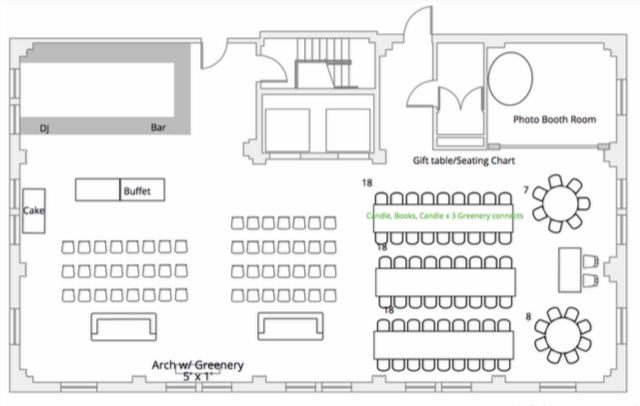 DJ
Bar
Photo Booth Room
Gift table/Seating Chart
Cake
Buffet
18
7
Candle, Books, Candle x 3 Greenery connects
18
18
8
Arch w/ Greenery
5' x 1'